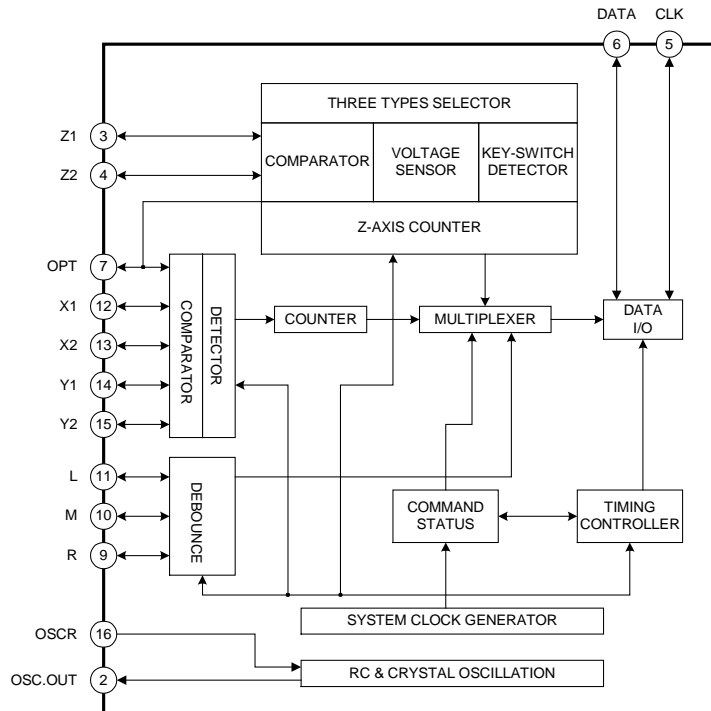 DATA CLK
6 5
THREE TYPES SELECTOR
Z1 3
COMPARATOR
VOLTAGE
SENSOR
KEY-SWITCH
DETECTOR
Z2 4
Z-AXIS COUNTER
OPT 7
X1 12
X2 13
Y1 14
Y2 15
COMPARATOR
DETECTOR
COUNTER
MULTIPLEXER
DATA
I/O
L 11
M 10
R 9
DEBOUNCE
COMMAND
STATUS
TIMING
CONTROLLER
SYSTEM CLOCK GENERATOR
OSCR 16
OSC.OUT 2
RC & CRYSTAL OSCILLATION